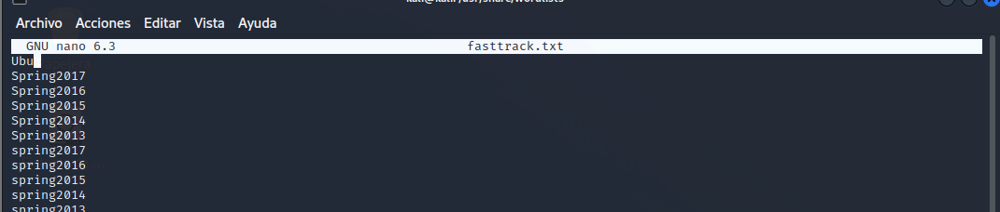 kali@kali: /usr/share/wordlists
Archivo Acciones Editar Vista Ayuda
GNU nano 6.3 fasttrack.txt
Ubu
Spring2017
Spring2016
Spring2015
Spring2014
Spring2013
spring2017
spring2016
spring2015
spring2014
spring2013